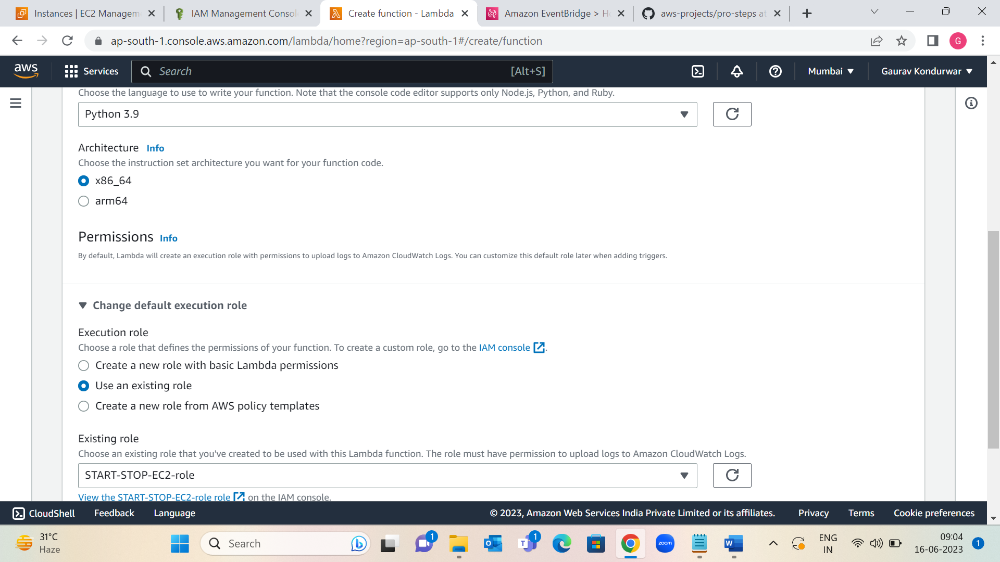 Instances | EC2 Managem
IAM Management Consol
Create function - Lambda
Amazon EventBridge > H
aws-projects/pro-steps at
ap-south-1.console.aws.amazon.com/lambda/home?region=ap-south-1#/create/function
G
aws
Services
Search
[Alt+S]
Mumbai
Gaurav Kondurwar
Choose the language to use to write your function. Note that the console code editor supports only Node.js, Python, and Ruby.
Python 3.9
Architecture Info
Choose the instruction set architecture you want for your function code.
x86_64
arm64
Permissions Info
By default, Lambda will create an execution role with permissions to upload logs to Amazon CloudWatch Logs. You can customize this default role later when adding triggers.
Change default execution role
Execution role
Choose a role that defines the permissions of your function. To create a custom role, go to the IAM console.
Create a new role with basic Lambda permissions
Use an existing role
Create a new role from AWS policy templates
Existing role
Choose an existing role that you've created to be used with this Lambda function. The role must have permission to upload logs to Amazon CloudWatch Logs.
START-STOP-EC2-role
View the START-STOP-EC2-role role on the IAM console.
CloudShell
Feedback
Language
© 2023, Amazon Web Services India Private Limited or its affiliates.
Privacy
Terms
Cookie preferences
31°C
Haze
Search
1
1
zoom
ENG
IN
09:04
16-06-2023
1